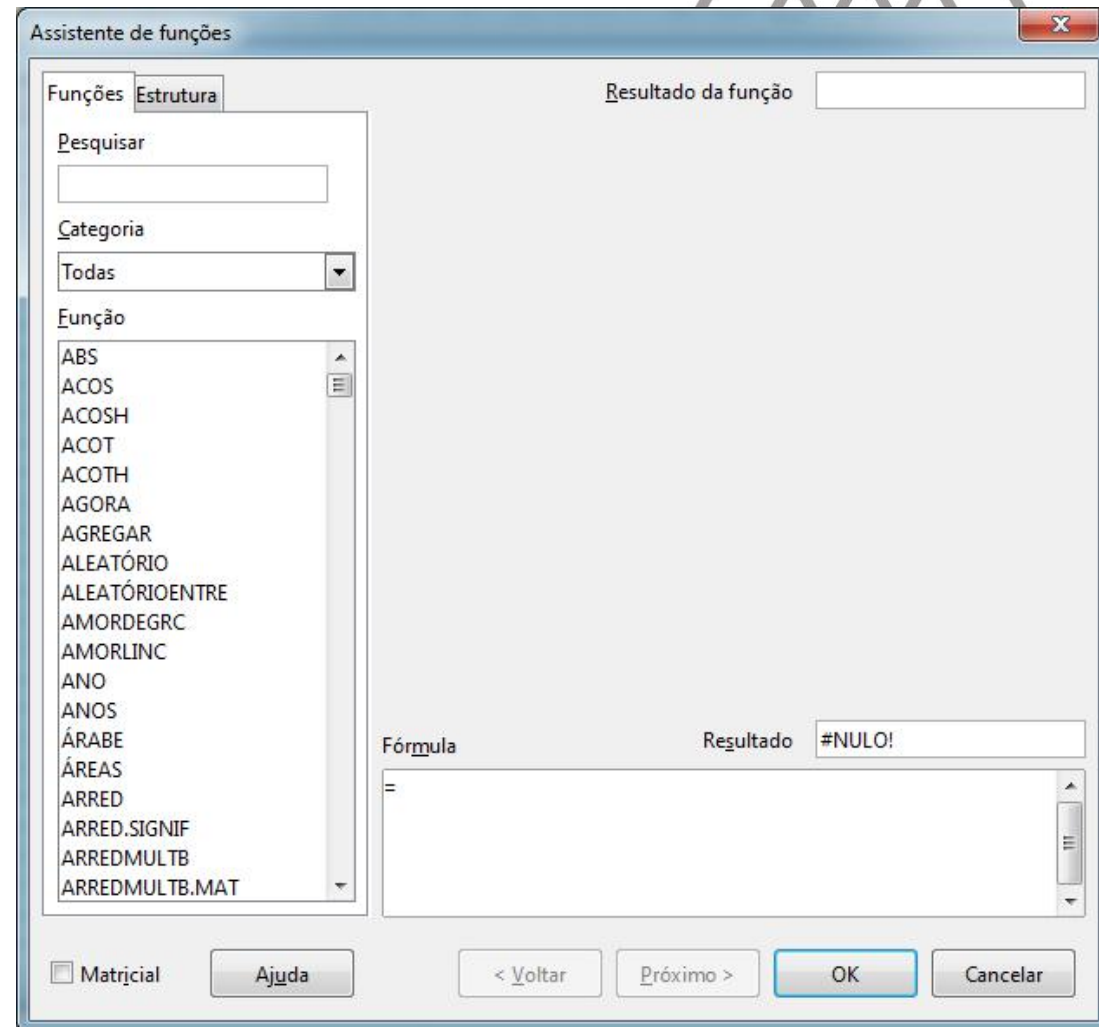 Assistente de funções
Funções Estrutura
Resultado da função
Pesquisar
Categoria
Todas
Função
ABS
ACOS
ACOSH
ACOT
ACOTH
AGORA
AGREGAR
ALEATÓRIO
ALEATÓRIOENTRE
AMORDEGRC
AMORLINC
ANO
ANOS
ÁRABE
ÁREAS
ARRED
ARRED.SIGNIF
ARREDMULTB
ARREDMULTB.MAT
Fórmula
Resultado #NULO!
=
Matricial
Ajuda
< Voltar
Próximo >
OK
Cancelar